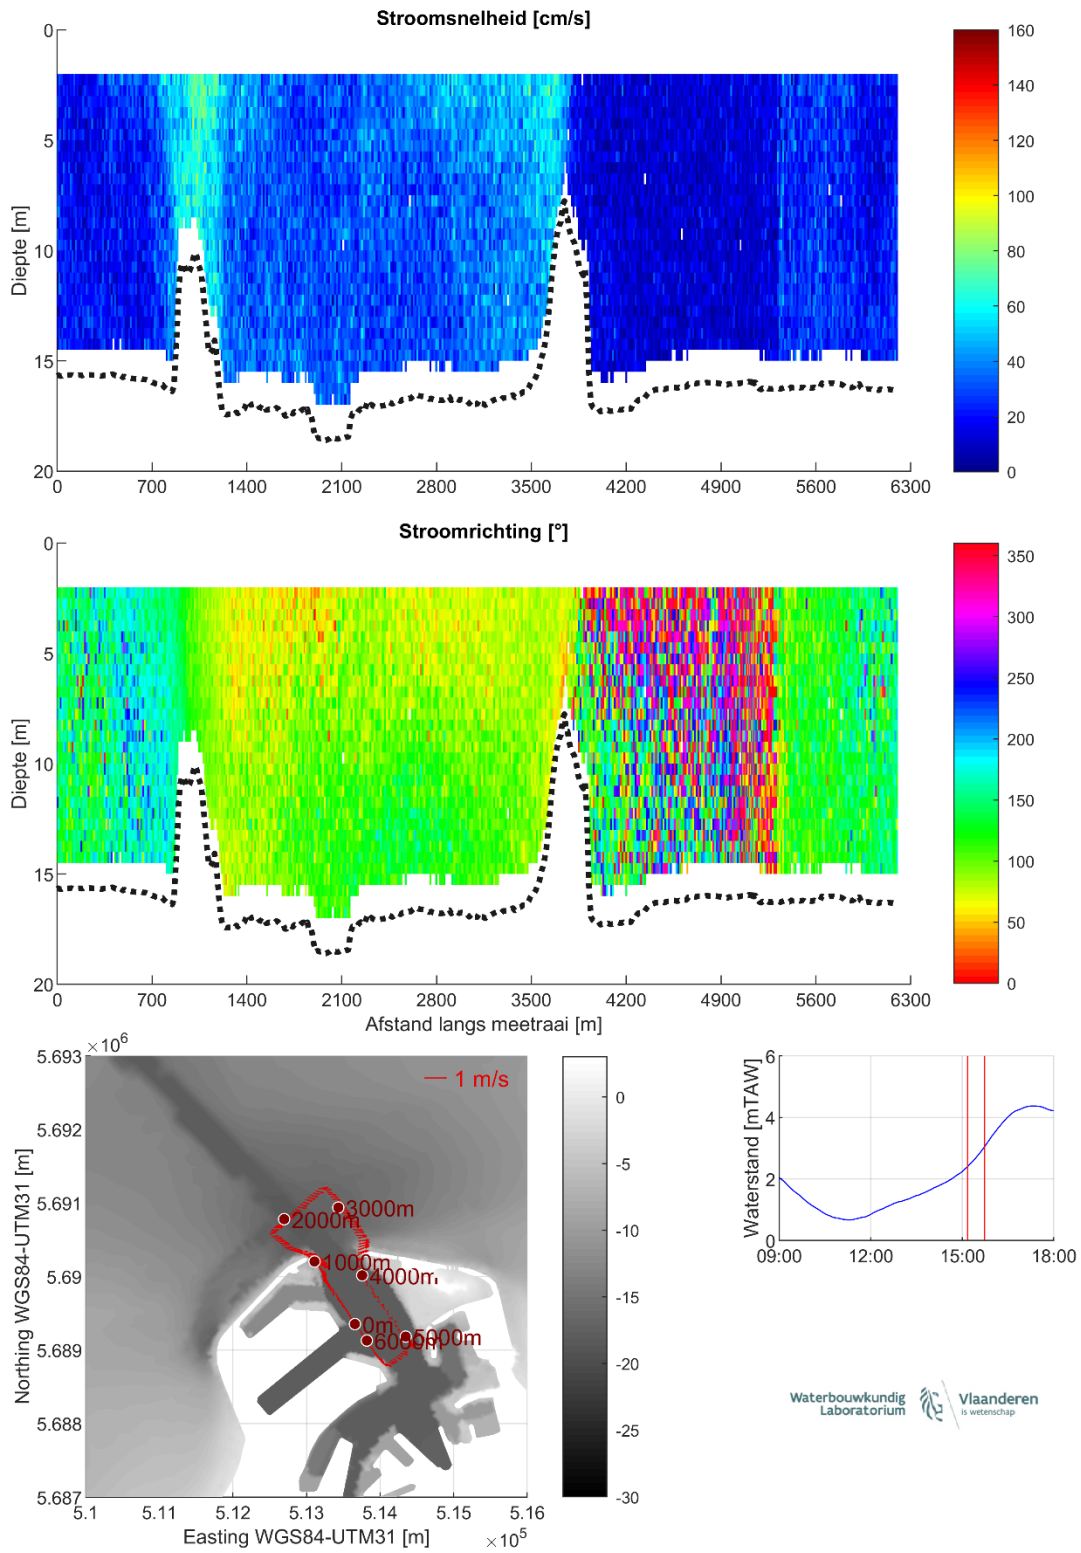 Stroomsnelheid [cm/s]
Diepte [m]
0
5
10
15
20
0 700 1400 2100 2800 3500 4200 4900 5600 6300
160
140
120
100
80
60
40
20
0
Stroomrichting [°]
Diepte [m]
0
5
10
15
20
0 700 1400 2100 2800 3500 4200 4900 5600 6300
Afstand langs meetraai [m]
350
300
250
200
150
100
50
0
×10⁶
Northing WGS84-UTM31 [m]
5.693
5.692
5.691
5.69
5.689
5.688
5.687
1 m/s
3000m
2000m
1000m
4000m
0m
5000m
6000m
5.1 5.12 5.13 5.14 5.15 5.16
Easting WGS84-UTM31 [m]
×10⁵
0
-5
-10
-15
-20
-25
-30
Waterstand [mTAW]
6
4
2
0
09:00 12:00 15:00 18:00
Waterbouwkundig
Laboratorium
Vlaanderen
is wetenschap